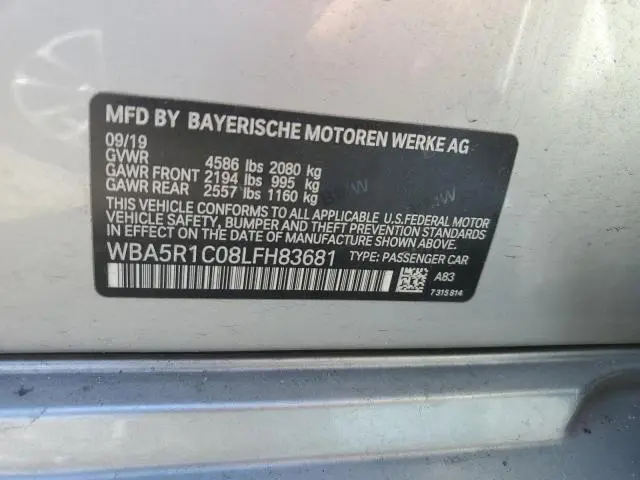 MFD BY BAYERISCHE MOTOREN WERKE AG
09/19
GVWR 4586 lbs 2080 kg
GAWR FRONT 2194 lbs 995 kg
GAWR REAR 2557 lbs 1160 kg
THIS VEHICLE CONFORMS TO ALL APPLICABLE U.S.FEDERAL MOTOR
VEHICLE SAFETY, BUMPER AND THEFT PREVENTION STANDARDS
IN EFFECT ON THE DATE OF MANUFACTURE SHOWN ABOVE.
WBA5R1C08LFH83681 TYPE: PASSENGER CAR
A83
7315814